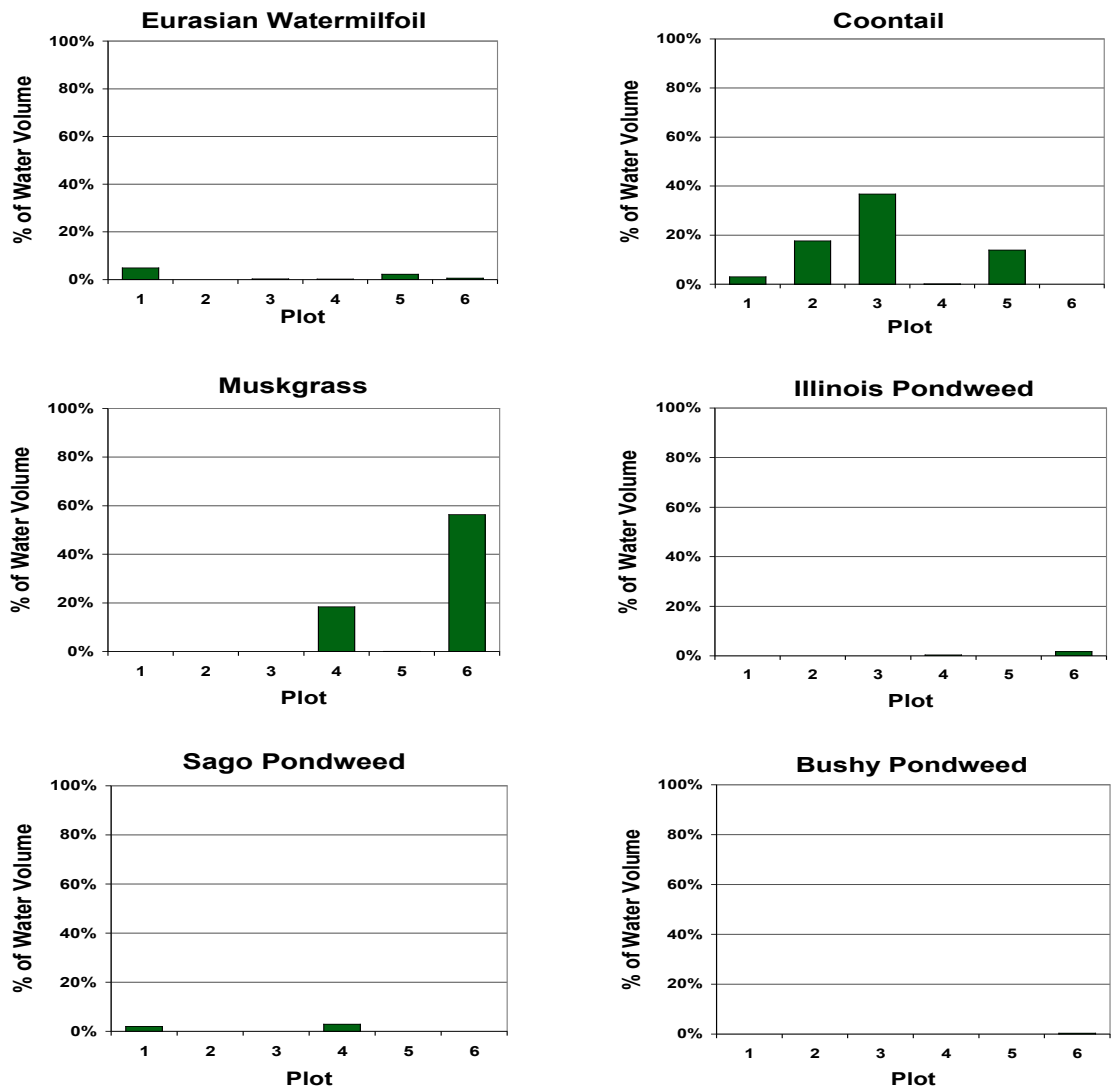 Eurasian Watermilfoil
100%
80%
60%
40%
20%
0%
% of Water Volume
1 2 3 4 5 6
Plot
Coontail
100%
80%
60%
40%
20%
0%
% of Water Volume
1 2 3 4 5 6
Plot
Muskgrass
100%
80%
60%
40%
20%
0%
% of Water Volume
1 2 3 4 5 6
Plot
Illinois Pondweed
100%
80%
60%
40%
20%
0%
% of Water Volume
1 2 3 4 5 6
Plot
Sago Pondweed
100%
80%
60%
40%
20%
0%
% of Water Volume
1 2 3 4 5 6
Plot
Bushy Pondweed
100%
80%
60%
40%
20%
0%
% of Water Volume
1 2 3 4 5 6
Plot